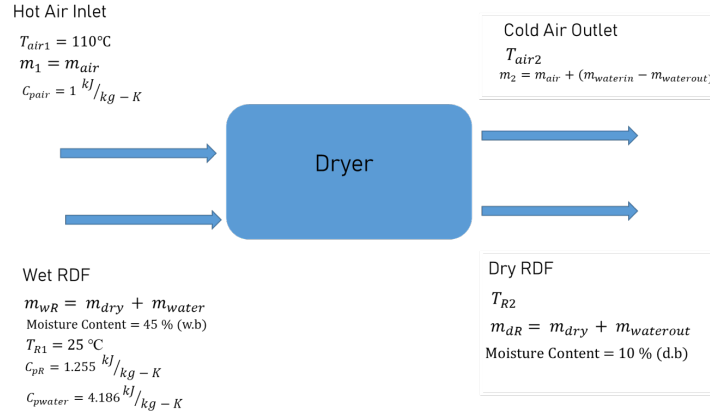 Hot Air Inlet
T_air1 = 110°C
m_1 = m_air
C_pair = 1 kJ/kg − K
Cold Air Outlet
T_air2
m_2 = m_air + (m_waterin − m_waterout)
Dryer
Wet RDF
m_wR = m_dry + m_water
Moisture Content = 45 % (w.b)
T_R1 = 25 °C
C_pR = 1.255 kJ/kg − K
C_pwater = 4.186 kJ/kg − K
Dry RDF
T_R2
m_dR = m_dry + m_waterout
Moisture Content = 10 % (d.b)